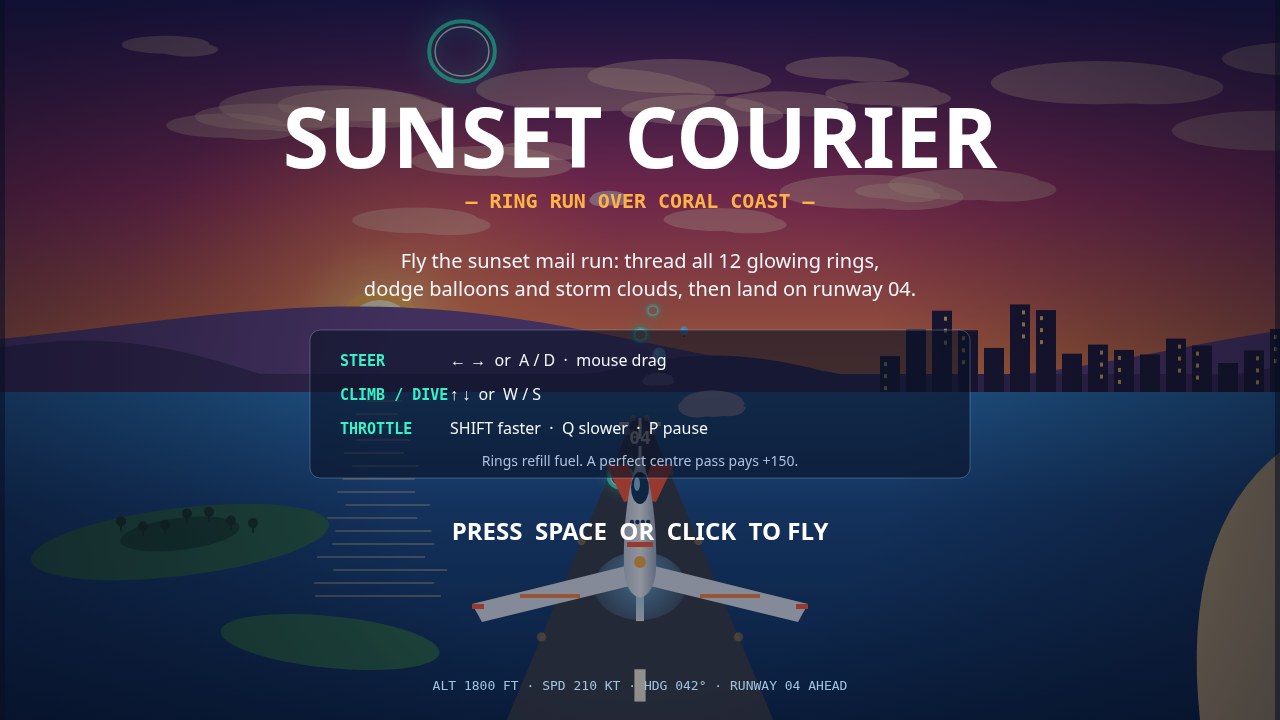 SUNSET COURIER
— RING RUN OVER CORAL COAST —
Fly the sunset mail run: thread all 12 glowing rings,
dodge balloons and storm clouds, then land on runway 04.
STEER ← → or A / D · mouse drag
CLIMB / DIVE ↑ ↓ or W / S
THROTTLE SHIFT faster · Q slower · P pause
04
Rings refill fuel. A perfect centre pass pays +150.
PRESS SPACE OR CLICK TO FLY
ALT 1800 FT · SPD 210 KT · HDG 042° · RUNWAY 04 AHEAD